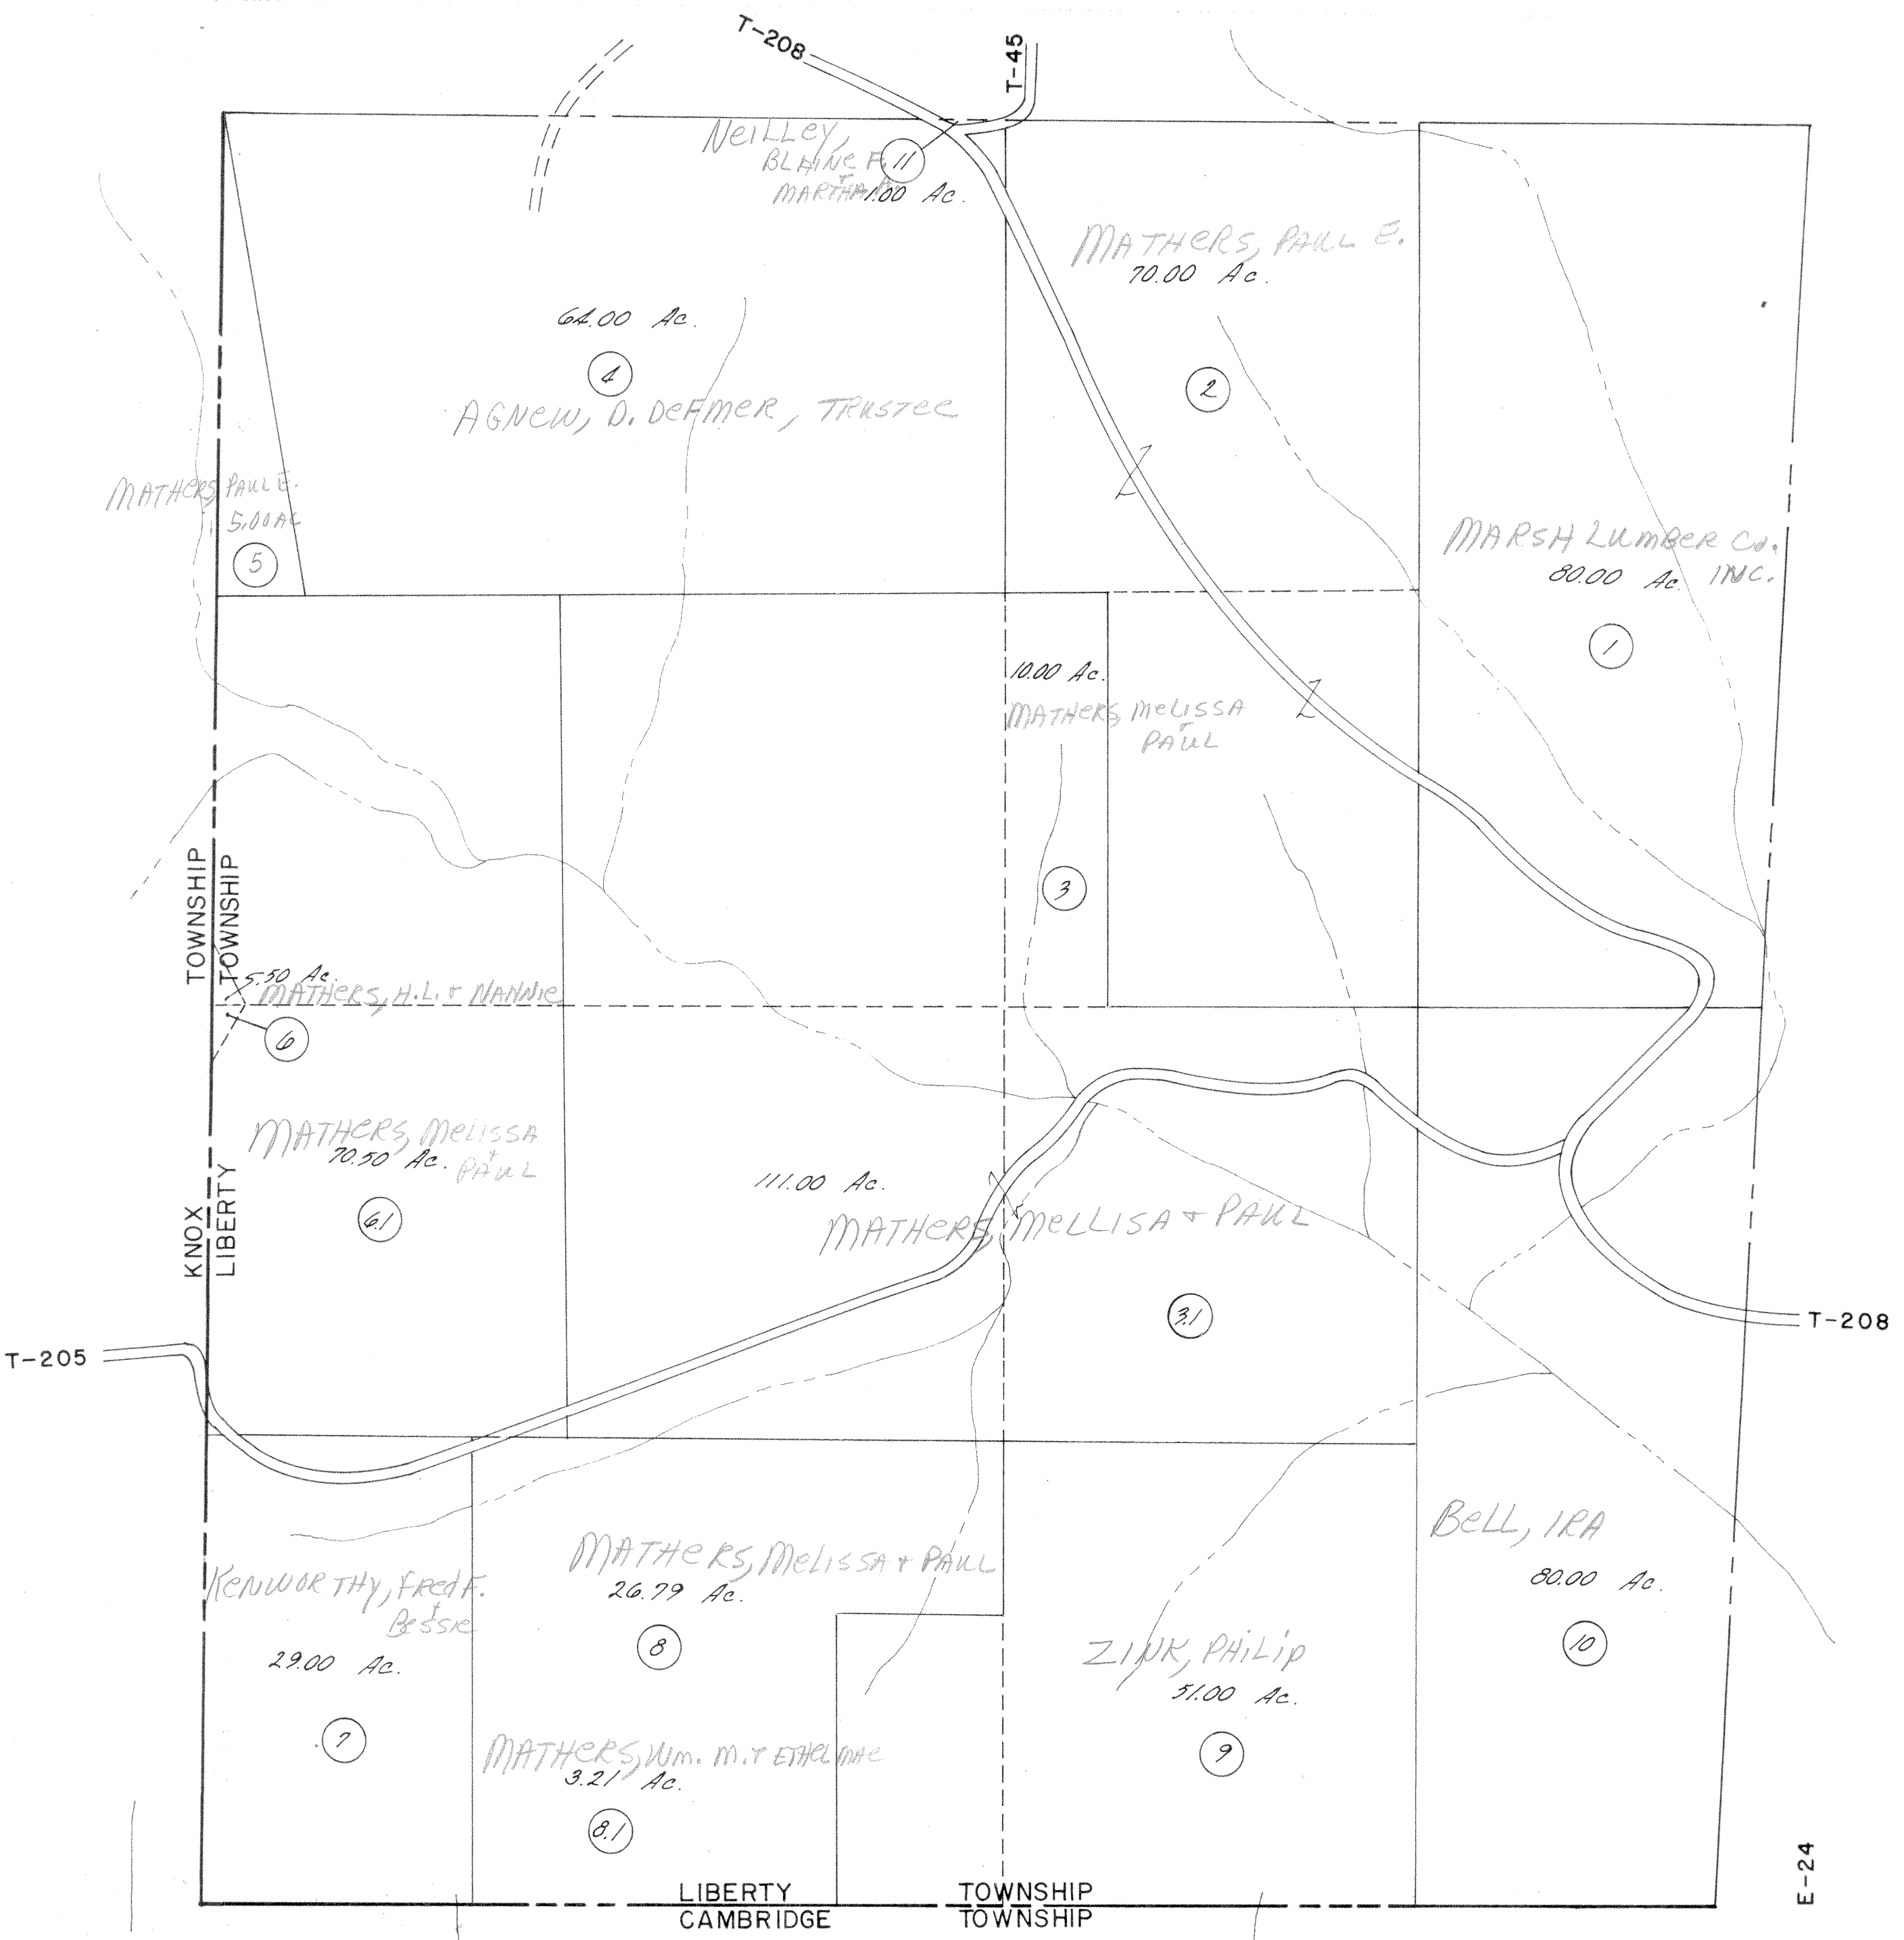 T-208
T-45
NEILLEY,
BLAINE F.
+
MARTHA A.
11
1.00 Ac.
MATHERS, PAUL E.
70.00 Ac.
2
64.00 Ac.
4
AGNEW, D. DELMER, TRUSTEE
MATHERS, PAUL E.
5.00 AC
5
MARSH LUMBER CO.
INC.
80.00 Ac.
1
10.00 Ac.
MATHERS, MELISSA
+
PAUL
3
TOWNSHIP
TOWNSHIP
5.50 Ac.
MATHERS, H.L. + NANNIE
6
MATHERS, MELISSA
+
PAUL
70.50 Ac.
6.1
KNOX
LIBERTY
111.00 Ac.
MATHERS, MELLISA + PAUL
3.1
T-208
T-205
BELL, IRA
80.00 Ac.
10
MATHERS, MELISSA + PAUL
26.79 Ac.
8
KENWORTHY, FRED F.
+
BESSIE
29.00 Ac.
7
ZINK, PHILIP
51.00 Ac.
9
MATHERS, WM. M. + ETHEL MAE
3.21 Ac.
8.1
LIBERTY TOWNSHIP
CAMBRIDGE TOWNSHIP
E-24